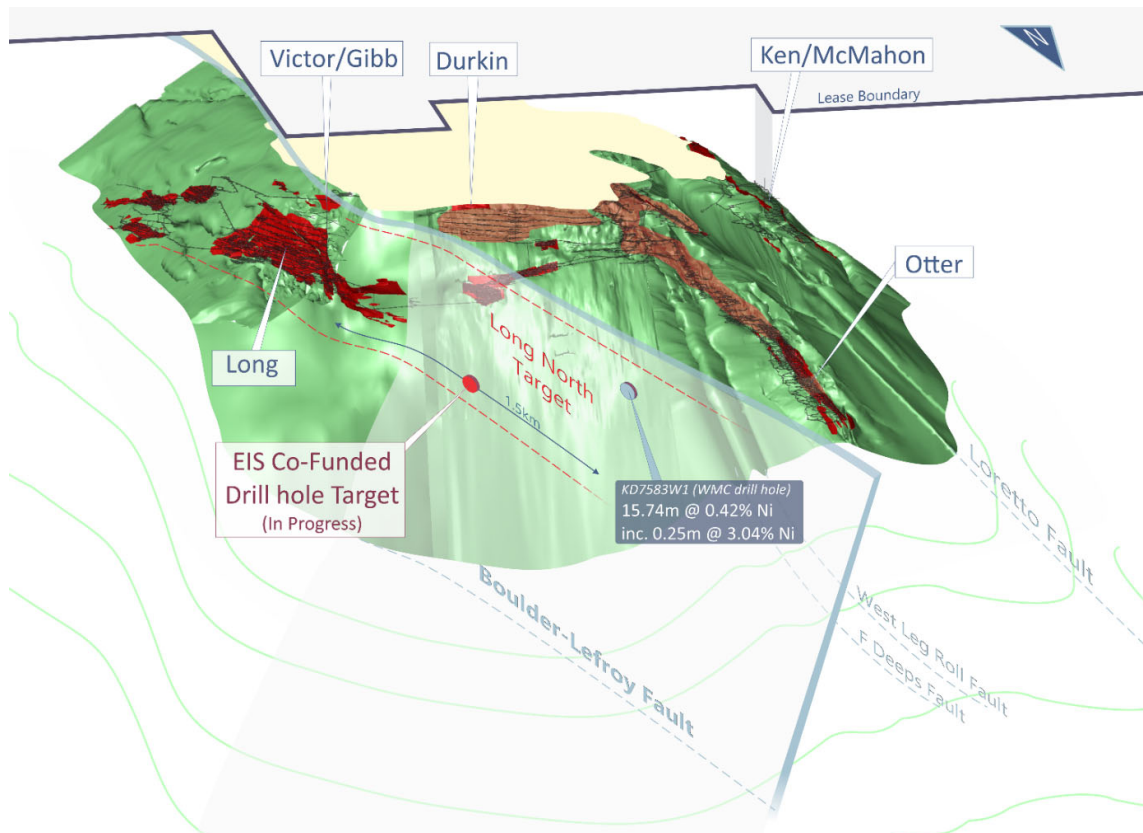 N
Victor/Gibb
Durkin
Ken/McMahon
Lease Boundary
Otter
Long
Long North
Target
1.5km
EIS Co-Funded
Drill hole Target
(In Progress)
KD7583W1 (WMC drill hole)
15.74m @ 0.42% Ni
inc. 0.25m @ 3.04% Ni
Loretto Fault
Boulder-Lefroy Fault
West Leg Roll Fault
F Deeps Fault